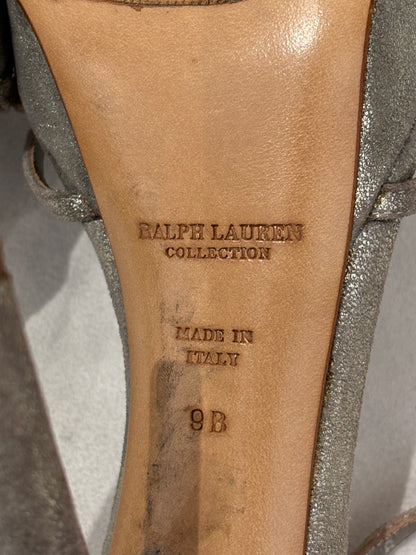 RALPH LAUREN
COLLECTION
MADE IN
ITALY
9B